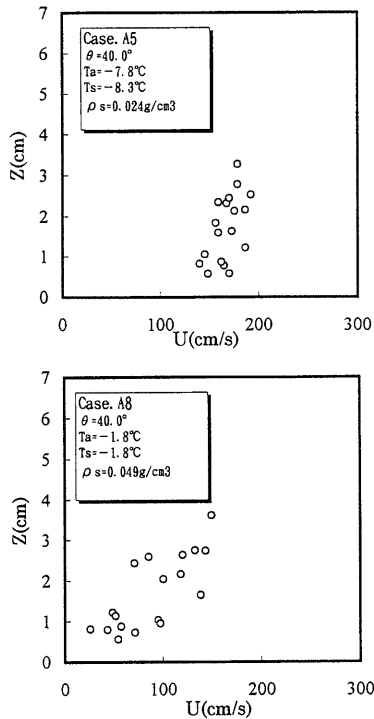 7
6
5
4
3
2
1
0
Z(cm)
Case. A5
θ=40.0°
Ta=−7.8℃
Ts=−8.3℃
ρ s=0.024g/cm3
0 100 200 300
U(cm/s)
7
6
5
4
3
2
1
0
Z(cm)
Case. A8
θ=40.0°
Ta=−1.8℃
Ts=−1.8℃
ρ s=0.049g/cm3
0 100 200 300
U(cm/s)